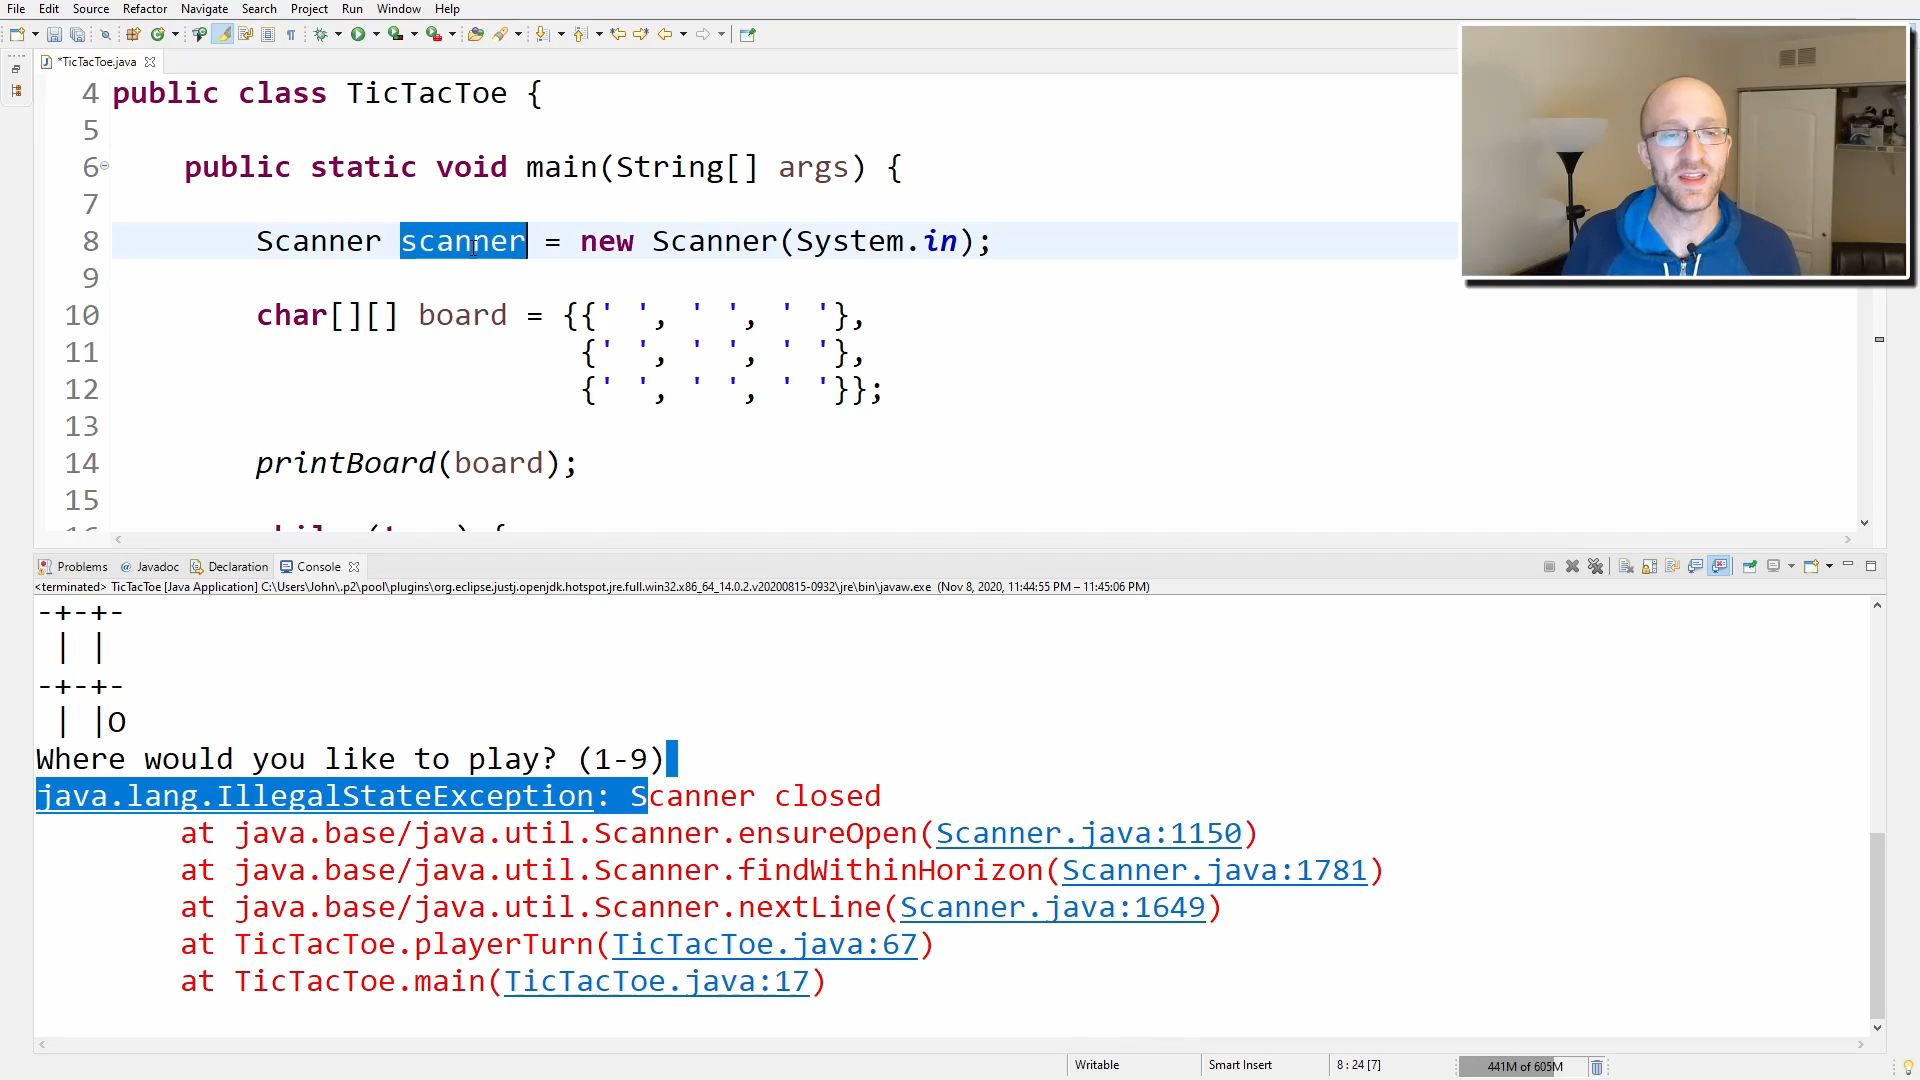 File Edit Source Refactor Navigate Search Project Run Window Help
*TicTacToe.java
4 public class TicTacToe {
5
6 public static void main(String[] args) {
7
8 Scanner scanner = new Scanner(System.in);
9
10 char[][] board = {{' ', ' ', ' '},
11 {' ', ' ', ' '},
12 {' ', ' ', ' '}};
13
14 printBoard(board);
15
Problems Javadoc Declaration Console
<terminated> TicTacToe [Java Application] C:\Users\John\.p2\pool\plugins\org.eclipse.justj.openjdk.hotspot.jre.full.win32.x86_64_14.0.2.v20200815-0932\jre\bin\javaw.exe (Nov 8, 2020, 11:44:55 PM – 11:45:06 PM)
-+-+-
 | |
-+-+-
 | |O
Where would you like to play? (1-9)
java.lang.IllegalStateException: Scanner closed
at java.base/java.util.Scanner.ensureOpen(Scanner.java:1150)
at java.base/java.util.Scanner.findWithinHorizon(Scanner.java:1781)
at java.base/java.util.Scanner.nextLine(Scanner.java:1649)
at TicTacToe.playerTurn(TicTacToe.java:67)
at TicTacToe.main(TicTacToe.java:17)
Writable Smart Insert 8 : 24 [7] 441M of 605M